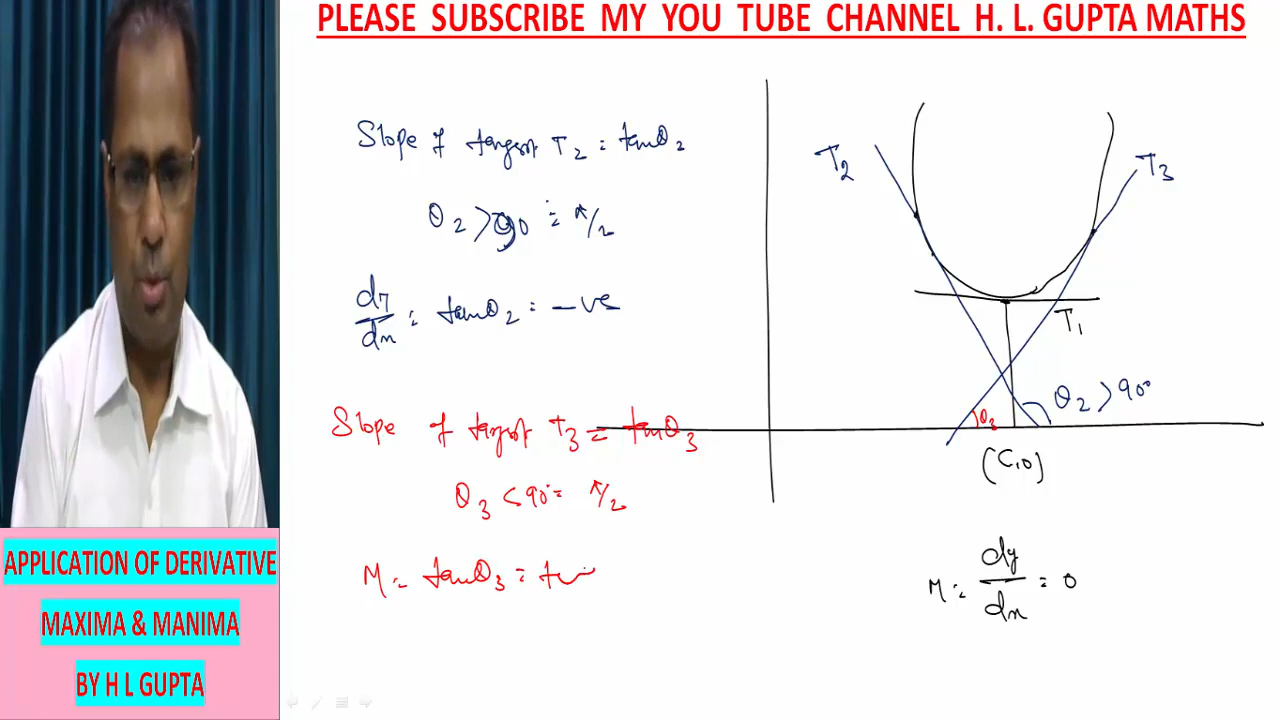 PLEASE SUBSCRIBE MY YOU TUBE CHANNEL H. L. GUPTA MATHS
Slope of tangent T2 = tanθ2
θ2 > 90° = π/2
dy/dx = tanθ2 = -ve
Slope of tangent T3 = tanθ3
θ3 < 90° = π/2
M = tanθ3 = +ve
T2
T3
T1
θ3
θ2 > 90°
(C,0)
M = dy/dx = 0
APPLICATION OF DERIVATIVE
MAXIMA & MANIMA
BY H L GUPTA